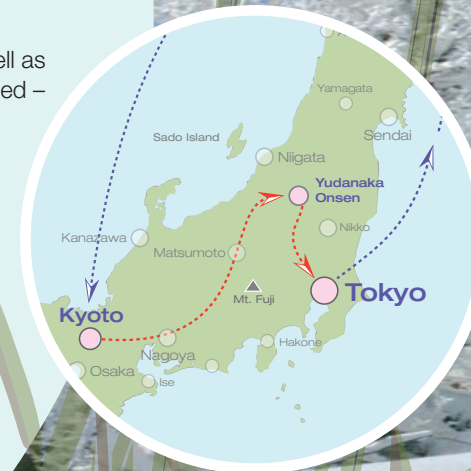 ell as
ed –
Yamagata
Sado Island
Sendai
Niigata
Yudanaka
Onsen
Nikko
Kanazawa
Matsumoto
Mt. Fuji
Tokyo
Kyoto
Nagoya
Hakone
Osaka
Ise